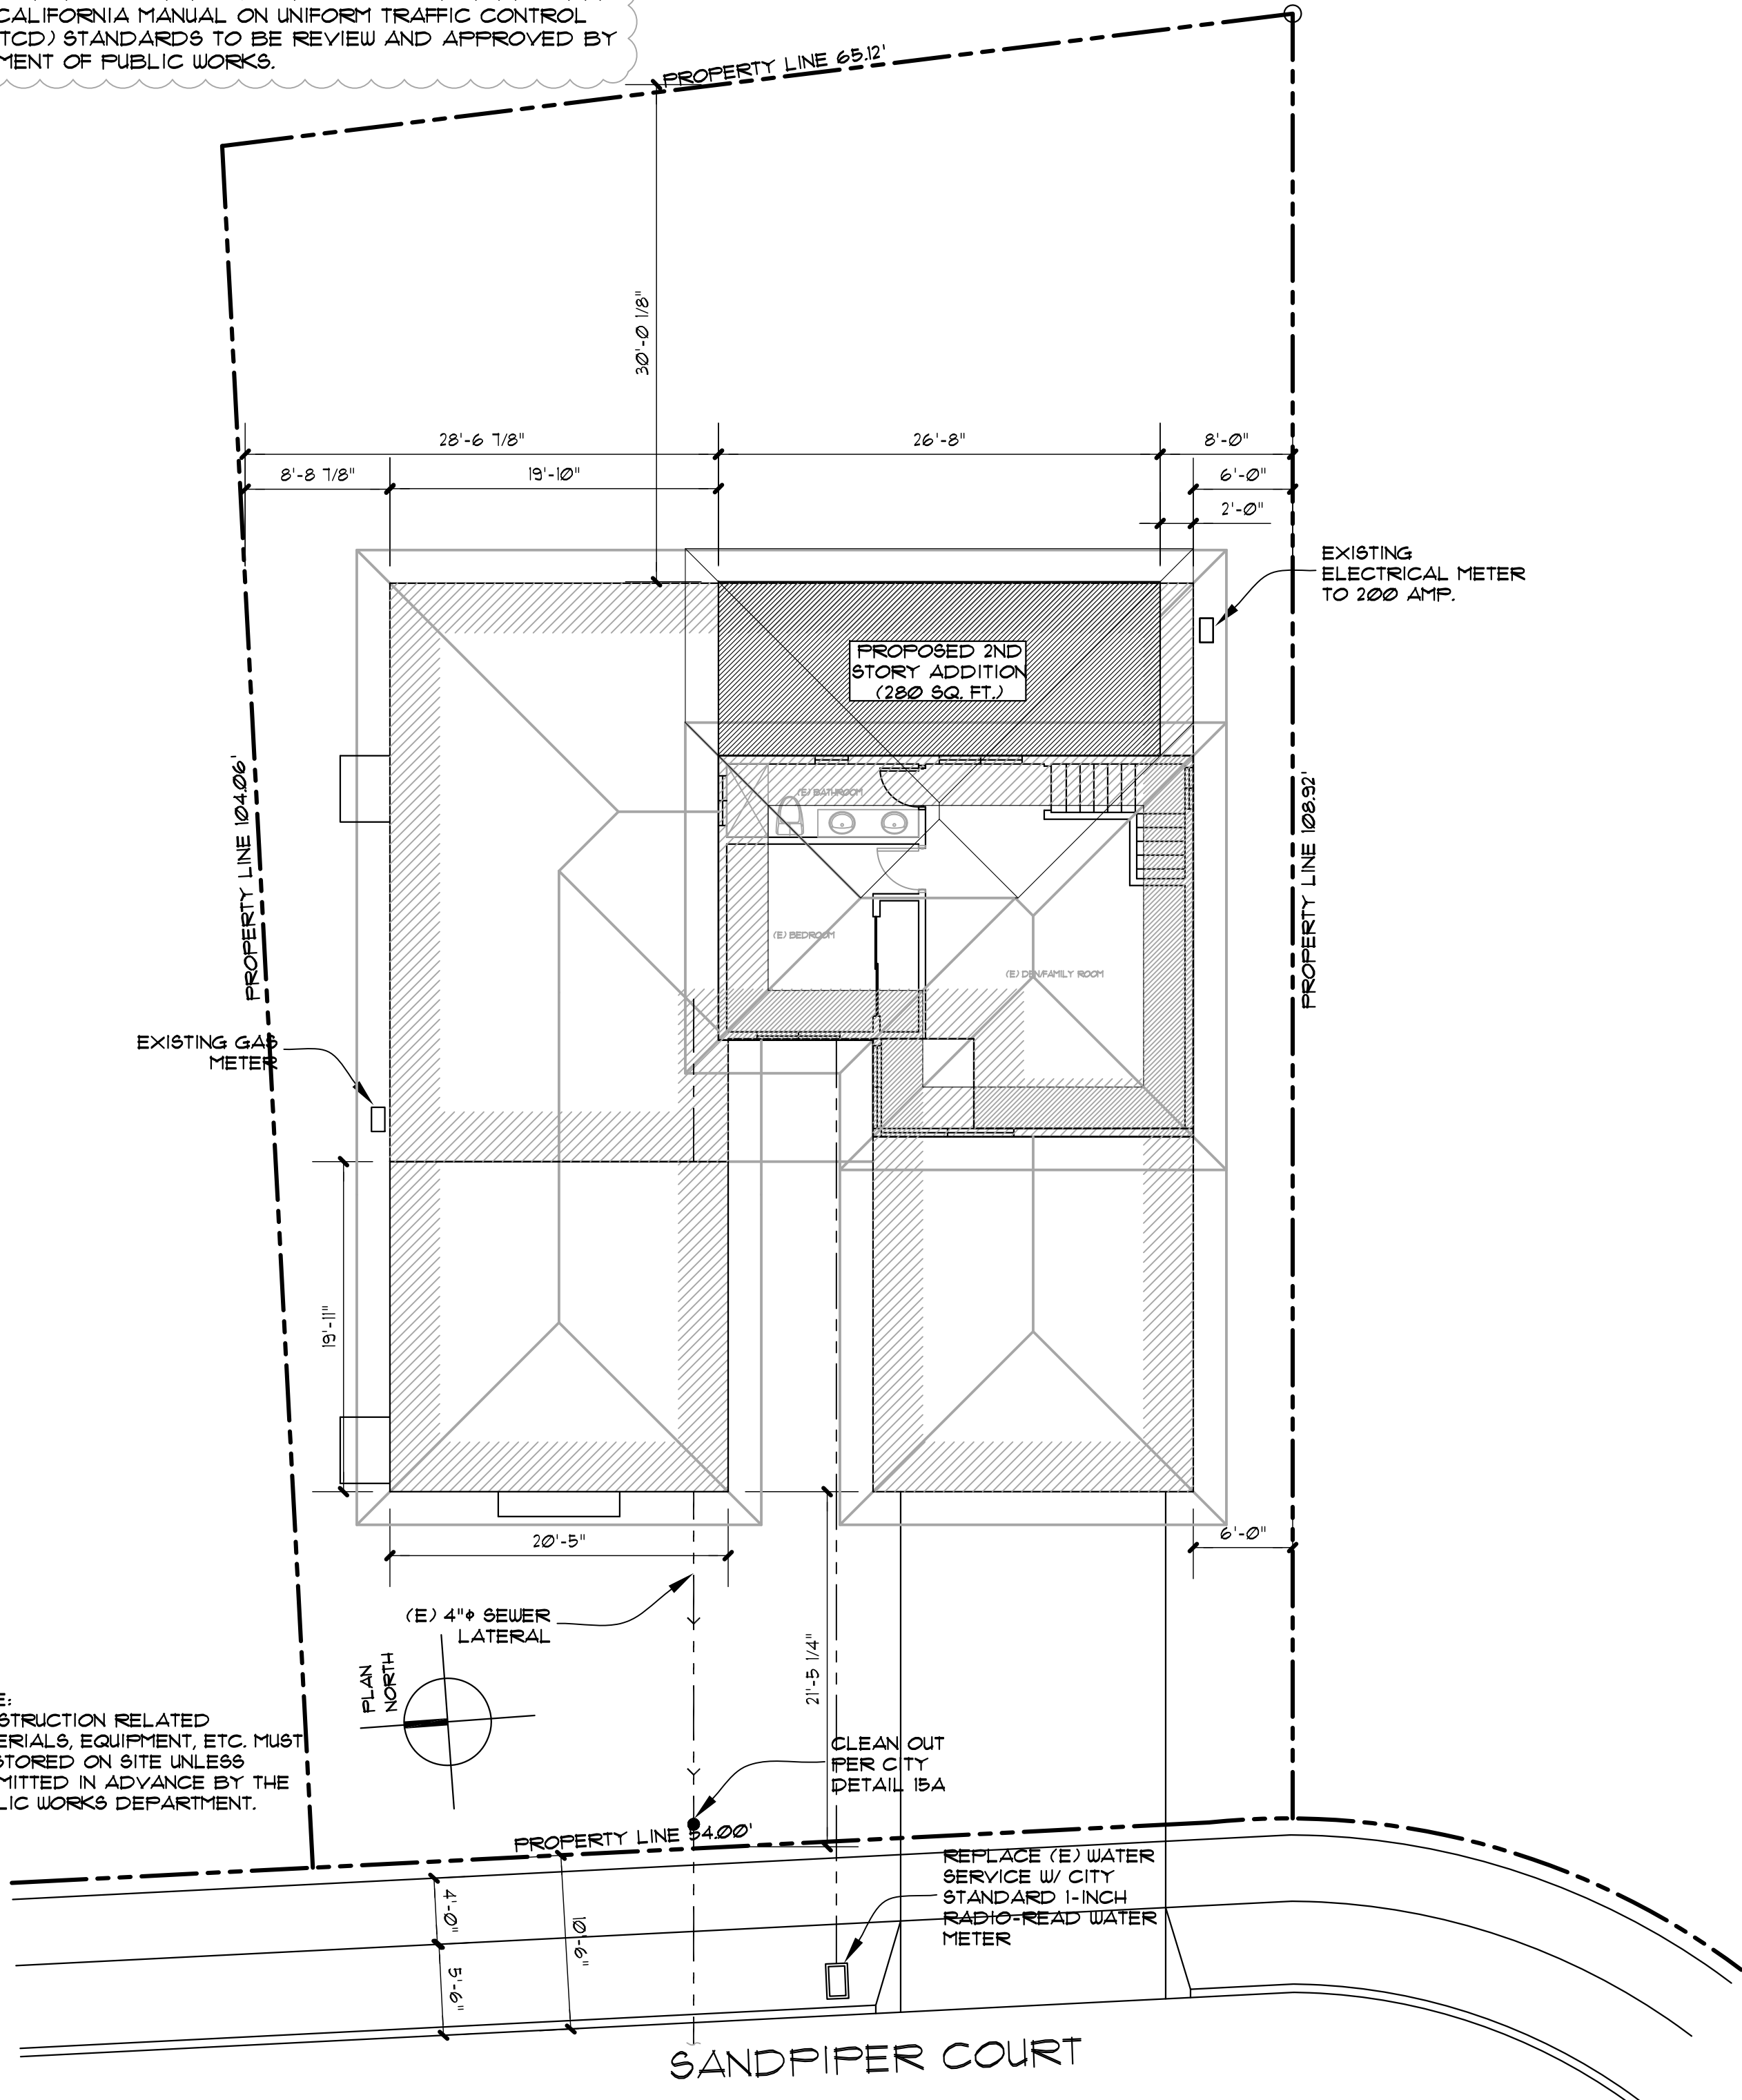 CALIFORNIA MANUAL ON UNIFORM TRAFFIC CONTROL
TCD) STANDARDS TO BE REVIEW AND APPROVED BY
MENT OF PUBLIC WORKS.
PROPERTY LINE 65.12'
30'-0 1/8"
28'-6 7/8"
26'-8"
8'-0"
8'-8 7/8"
19'-10"
6'-0"
2'-0"
EXISTING
ELECTRICAL METER
TO 200 AMP.
PROPOSED 2ND
STORY ADDITION
(280 SQ. FT.)
PROPERTY LINE 104.06'
PROPERTY LINE 108.92'
(E) BATHROOM
(E) BEDROOM
(E) DEN/FAMILY ROOM
EXISTING GAS
METER
19'-11"
20'-5"
6'-0"
(E) 4"φ SEWER
LATERAL
21'-5 1/4"
PLAN
NORTH
E:
STRUCTION RELATED
ERIALS, EQUIPMENT, ETC. MUST
STORED ON SITE UNLESS
MITTED IN ADVANCE BY THE
LIC WORKS DEPARTMENT.
CLEAN OUT
PER CITY
DETAIL 15A
PROPERTY LINE 54.00'
REPLACE (E) WATER
SERVICE W/ CITY
STANDARD 1-INCH
RADIO-READ WATER
METER
4'-0"
10'-6"
5'-6"
SANDPIPER COURT